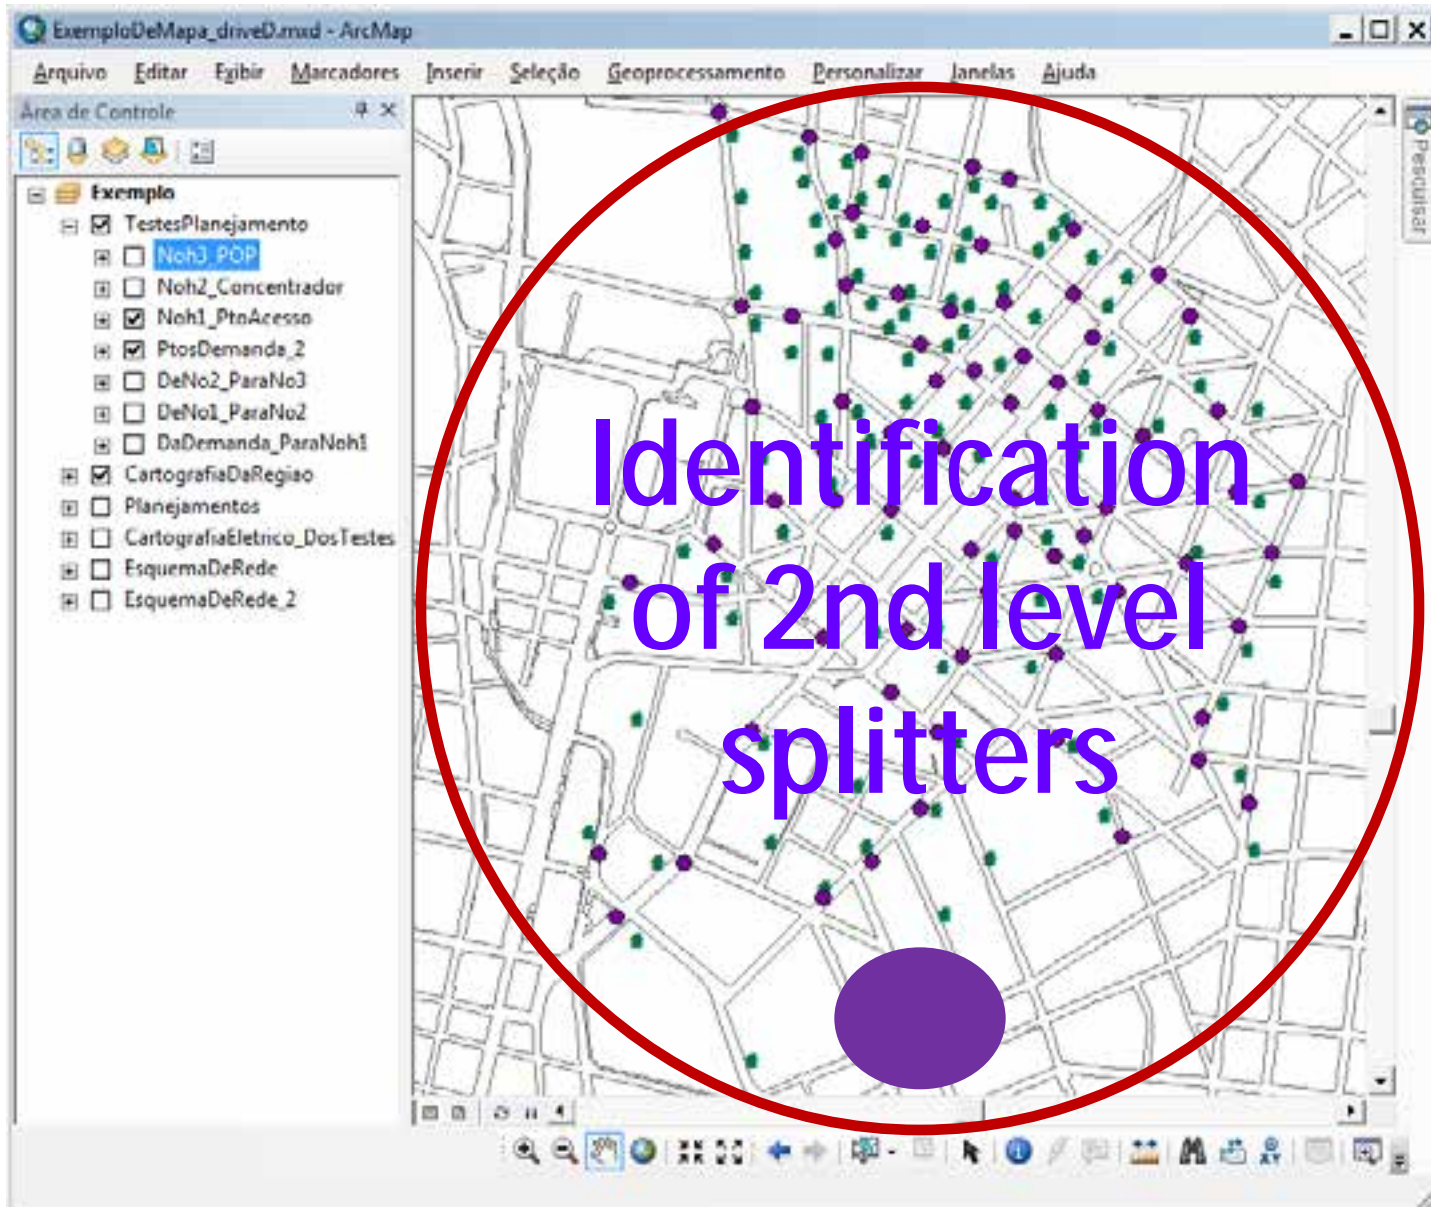 ExemploDeMapa_driveD.mxd - ArcMap
Arquivo Editar Exibir Marcadores Inserir Seleção Geoprocessamento Personalizar Janelas Ajuda
Área de Controle
Exemplo
TestesPlanejamento
Noh3_POP
Noh2_Concentrador
Noh1_PtoAcesso
PtosDemanda_2
DeNo2_ParaNo3
DeNo1_ParaNo2
DaDemanda_ParaNoh1
CartografiaDaRegiao
Planejamentos
CartografiaEletrico_DosTestes
EsquemaDeRede
EsquemaDeRede_2
Pesquisar
Identification
of 2nd level
splitters
XY